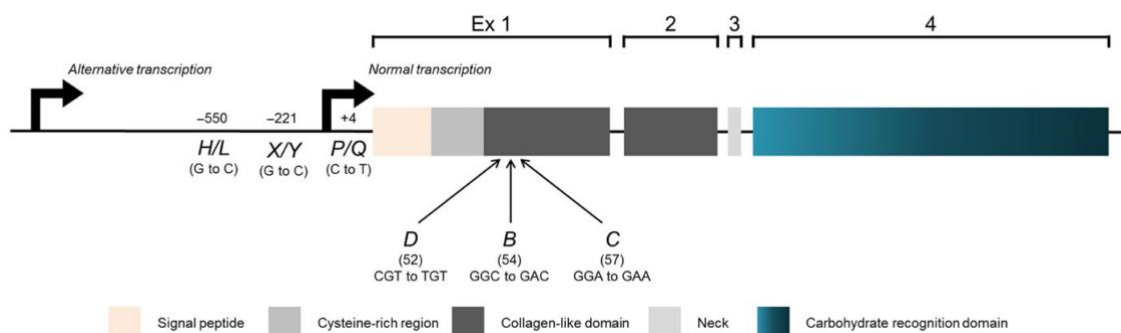 Ex 1 2 3 4
Alternative transcription Normal transcription
−550 −221 +4
H/L X/Y P/Q
(G to C) (G to C) (C to T)
D B C
(52) (54) (57)
CGT to TGT GGC to GAC GGA to GAA
Signal peptide Cysteine-rich region Collagen-like domain Neck Carbohydrate recognition domain